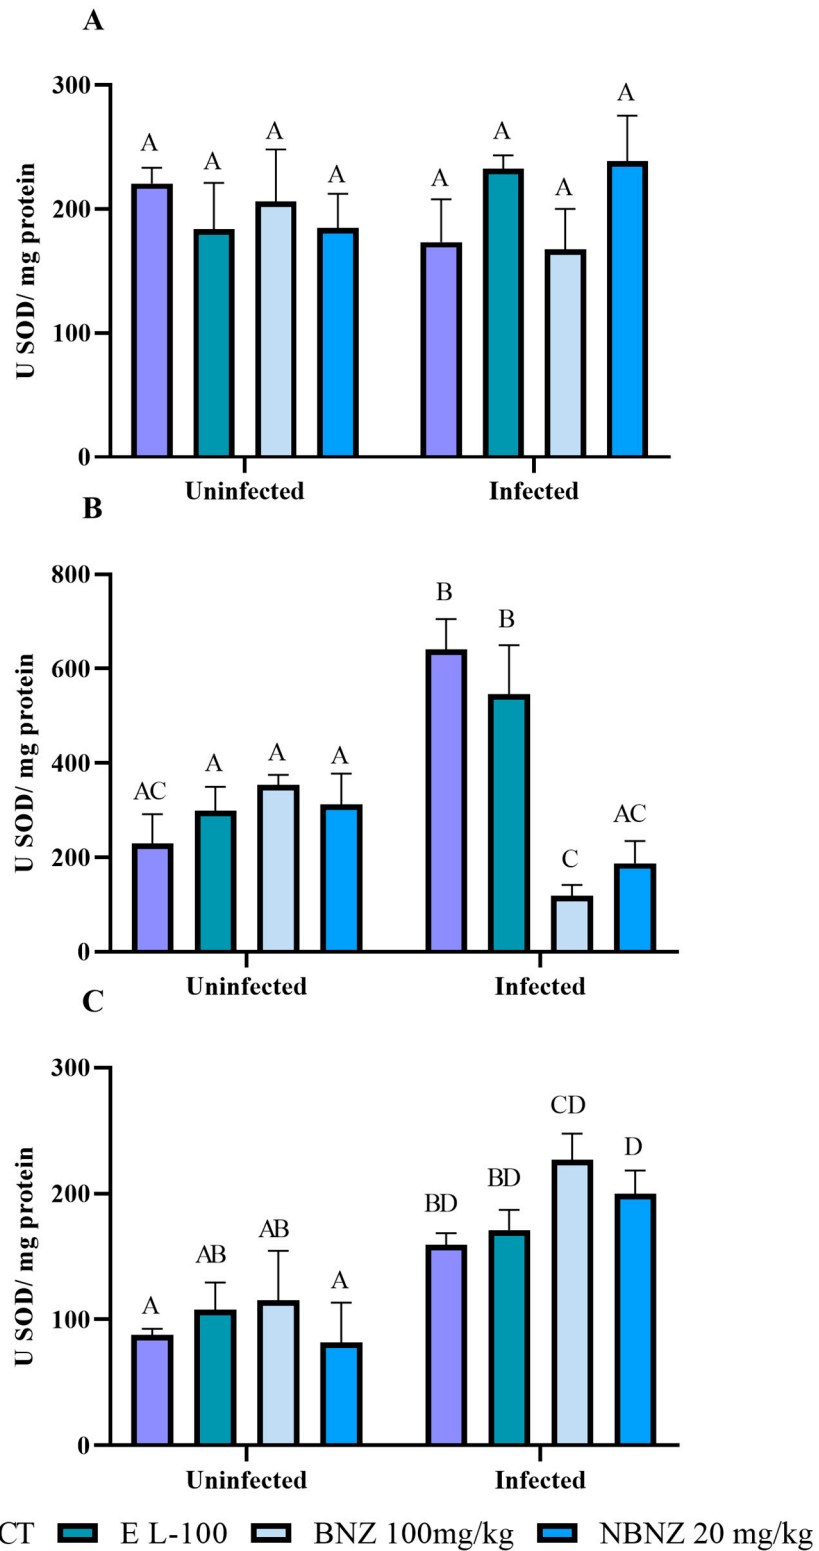 A
300
200
100
0
U SOD/ mg protein
A A A A A A A A
Uninfected Infected
B
800
600
400
200
0
U SOD/ mg protein
AC A A A B B C AC
Uninfected Infected
C
300
200
100
0
U SOD/ mg protein
A AB AB A BD BD CD D
Uninfected Infected
CT E L-100 BNZ 100mg/kg NBNZ 20 mg/kg